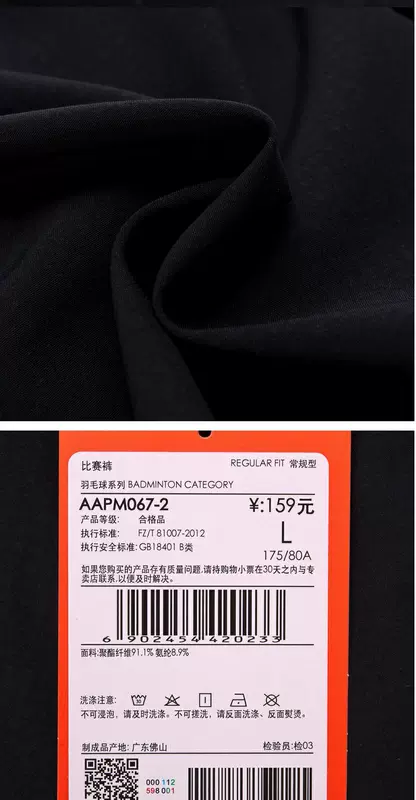 比赛裤 REGULAR FIT 常规型
羽毛球系列 BADMINTON CATEGORY
AAPM067-2 ¥:159元
产品等级: 合格品
执行标准: FZ/T 81007-2012 L
执行安全标准:GB18401 B类 175/80A
如果您购买的产品存有质量问题.请持购物小票在30天之内与专
卖店联系.以便及时解决。
6 902454 420233
面料:聚酯纤维91.1% 氨纶8.9%
洗涤注意:
不可浸泡，请及时洗涤。不可搓洗，请反面洗涤、反面熨烫。
制成品产地:广东佛山 检验员:检03
000 112
598 001